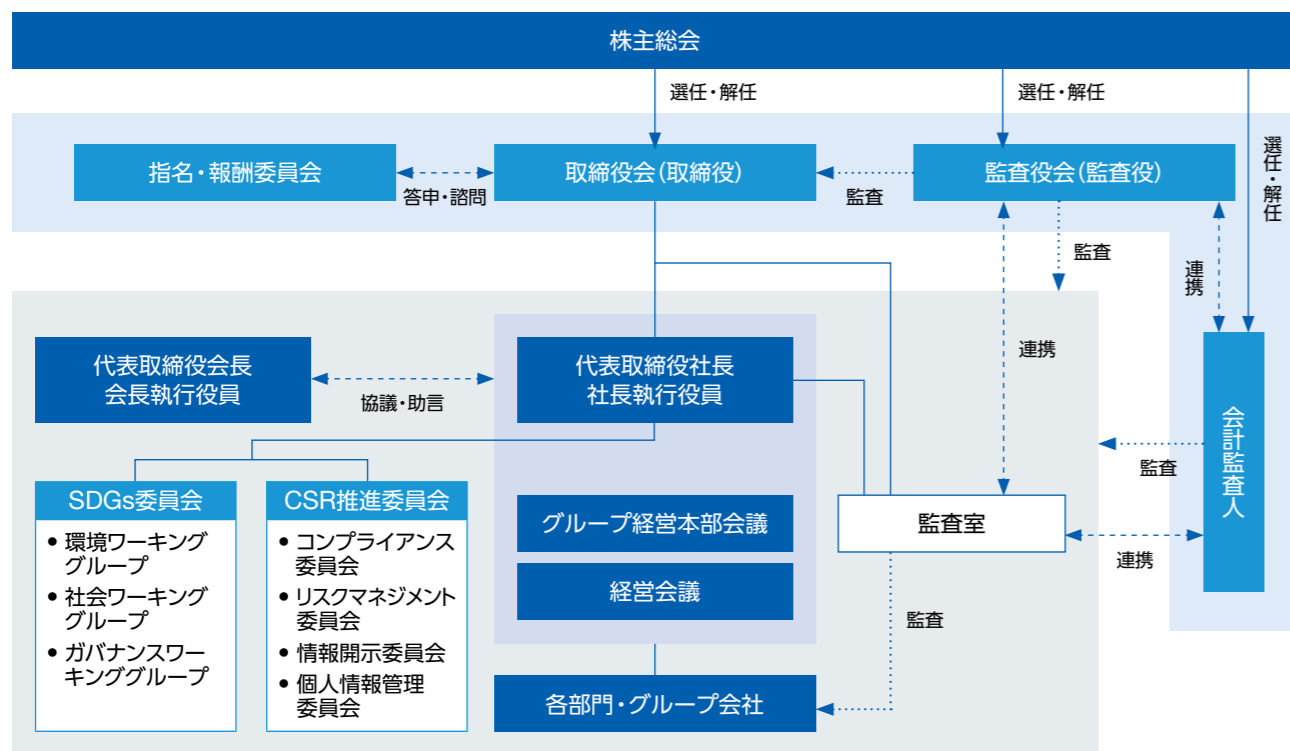 株主総会
選任・解任
選任・解任
選任・解任
指名・報酬委員会
答申・諮問
取締役会(取締役)
監査
監査役会(監査役)
監査
連携
連携
代表取締役会長
会長執行役員
協議・助言
代表取締役社長
社長執行役員
会計監査人
監査
SDGs委員会
• 環境ワーキング
グループ
• 社会ワーキング
グループ
• ガバナンスワー
キンググループ
CSR推進委員会
• コンプライアンス
委員会
• リスクマネジメント
委員会
• 情報開示委員会
• 個人情報管理
委員会
グループ経営本部会議
経営会議
監査室
連携
監査
各部門・グループ会社